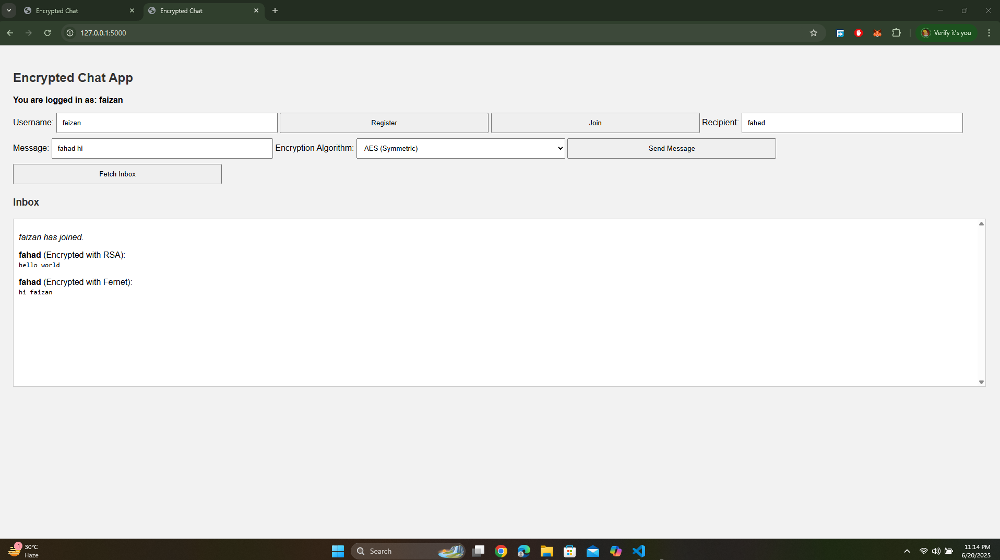 Encrypted Chat
Encrypted Chat
127.0.0.1:5000
Verify it's you
Encrypted Chat App
You are logged in as: faizan
Username: faizan Register Join Recipient: fahad
Message: fahad hi Encryption Algorithm: AES (Symmetric) Send Message
Fetch Inbox
Inbox
faizan has joined.
fahad (Encrypted with RSA):
hello world
fahad (Encrypted with Fernet):
hi faizan
1
30°C
Haze
Search
11:14 PM
6/20/2025